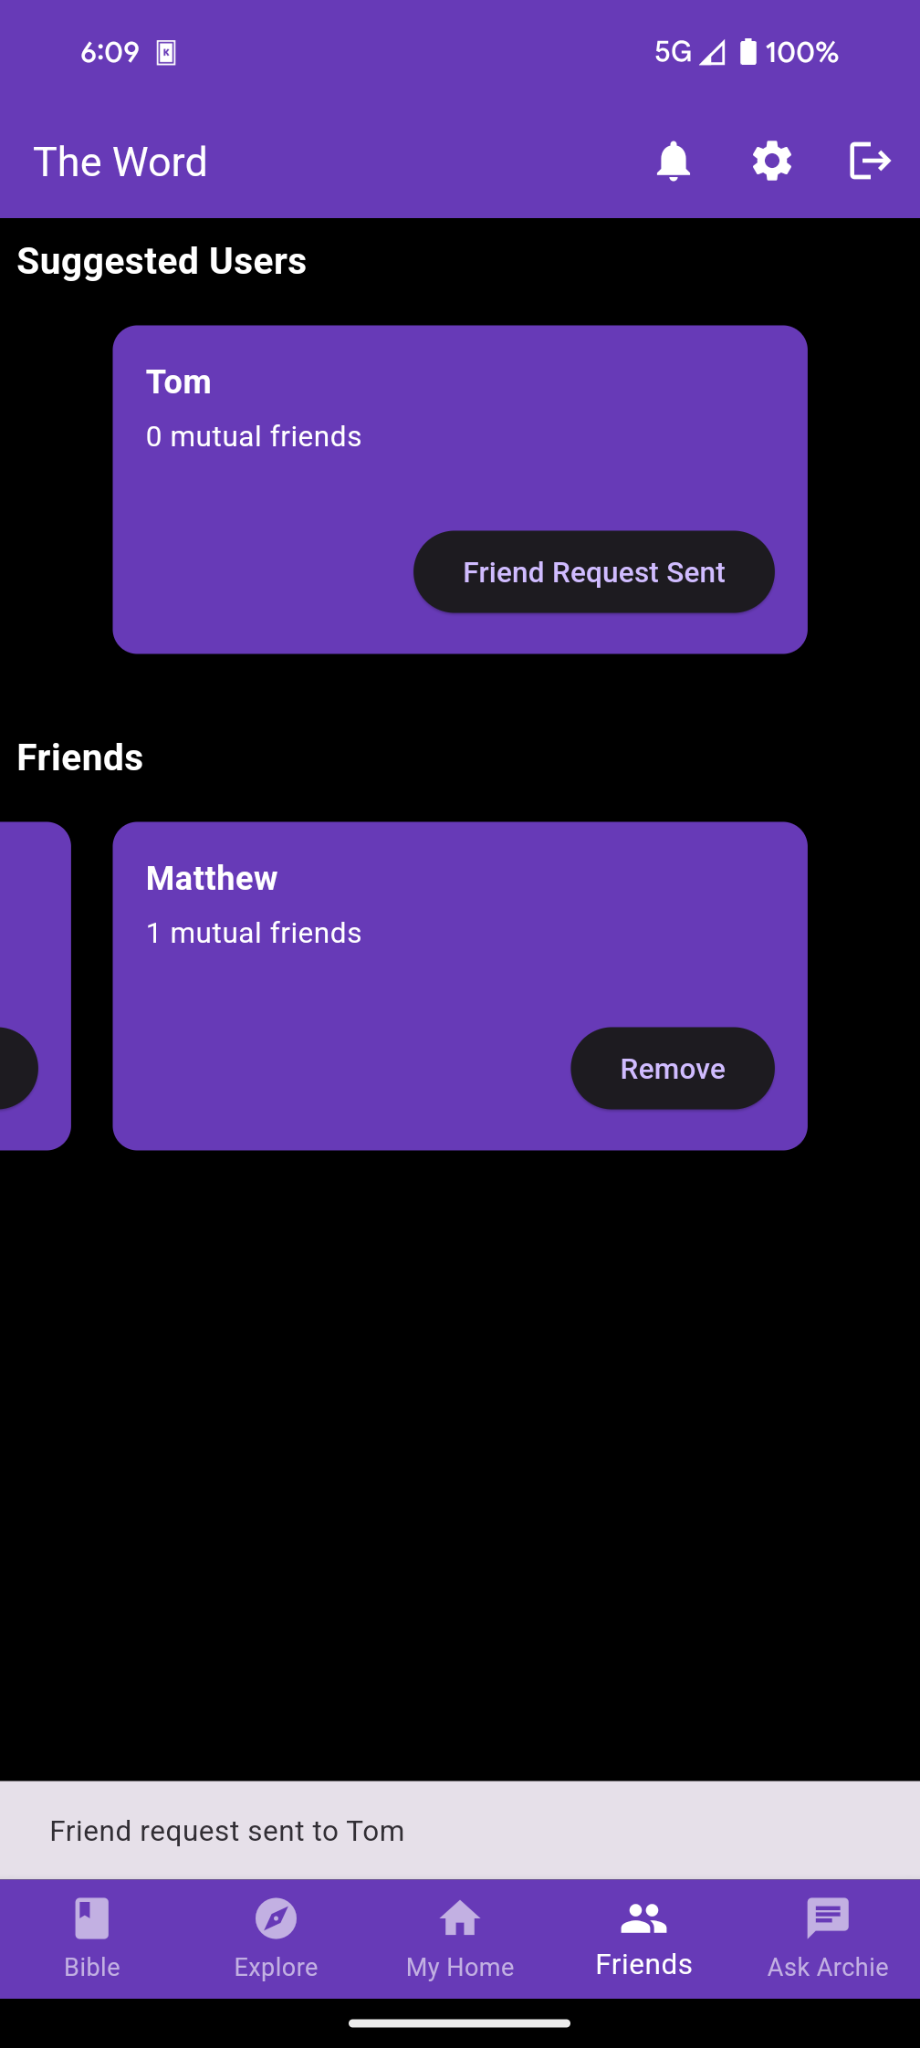 6:09 5G 100%
The Word
Suggested Users
Tom
0 mutual friends
Friend Request Sent
Friends
Matthew
1 mutual friends
Remove
Friend request sent to Tom
Bible Explore My Home Friends Ask Archie